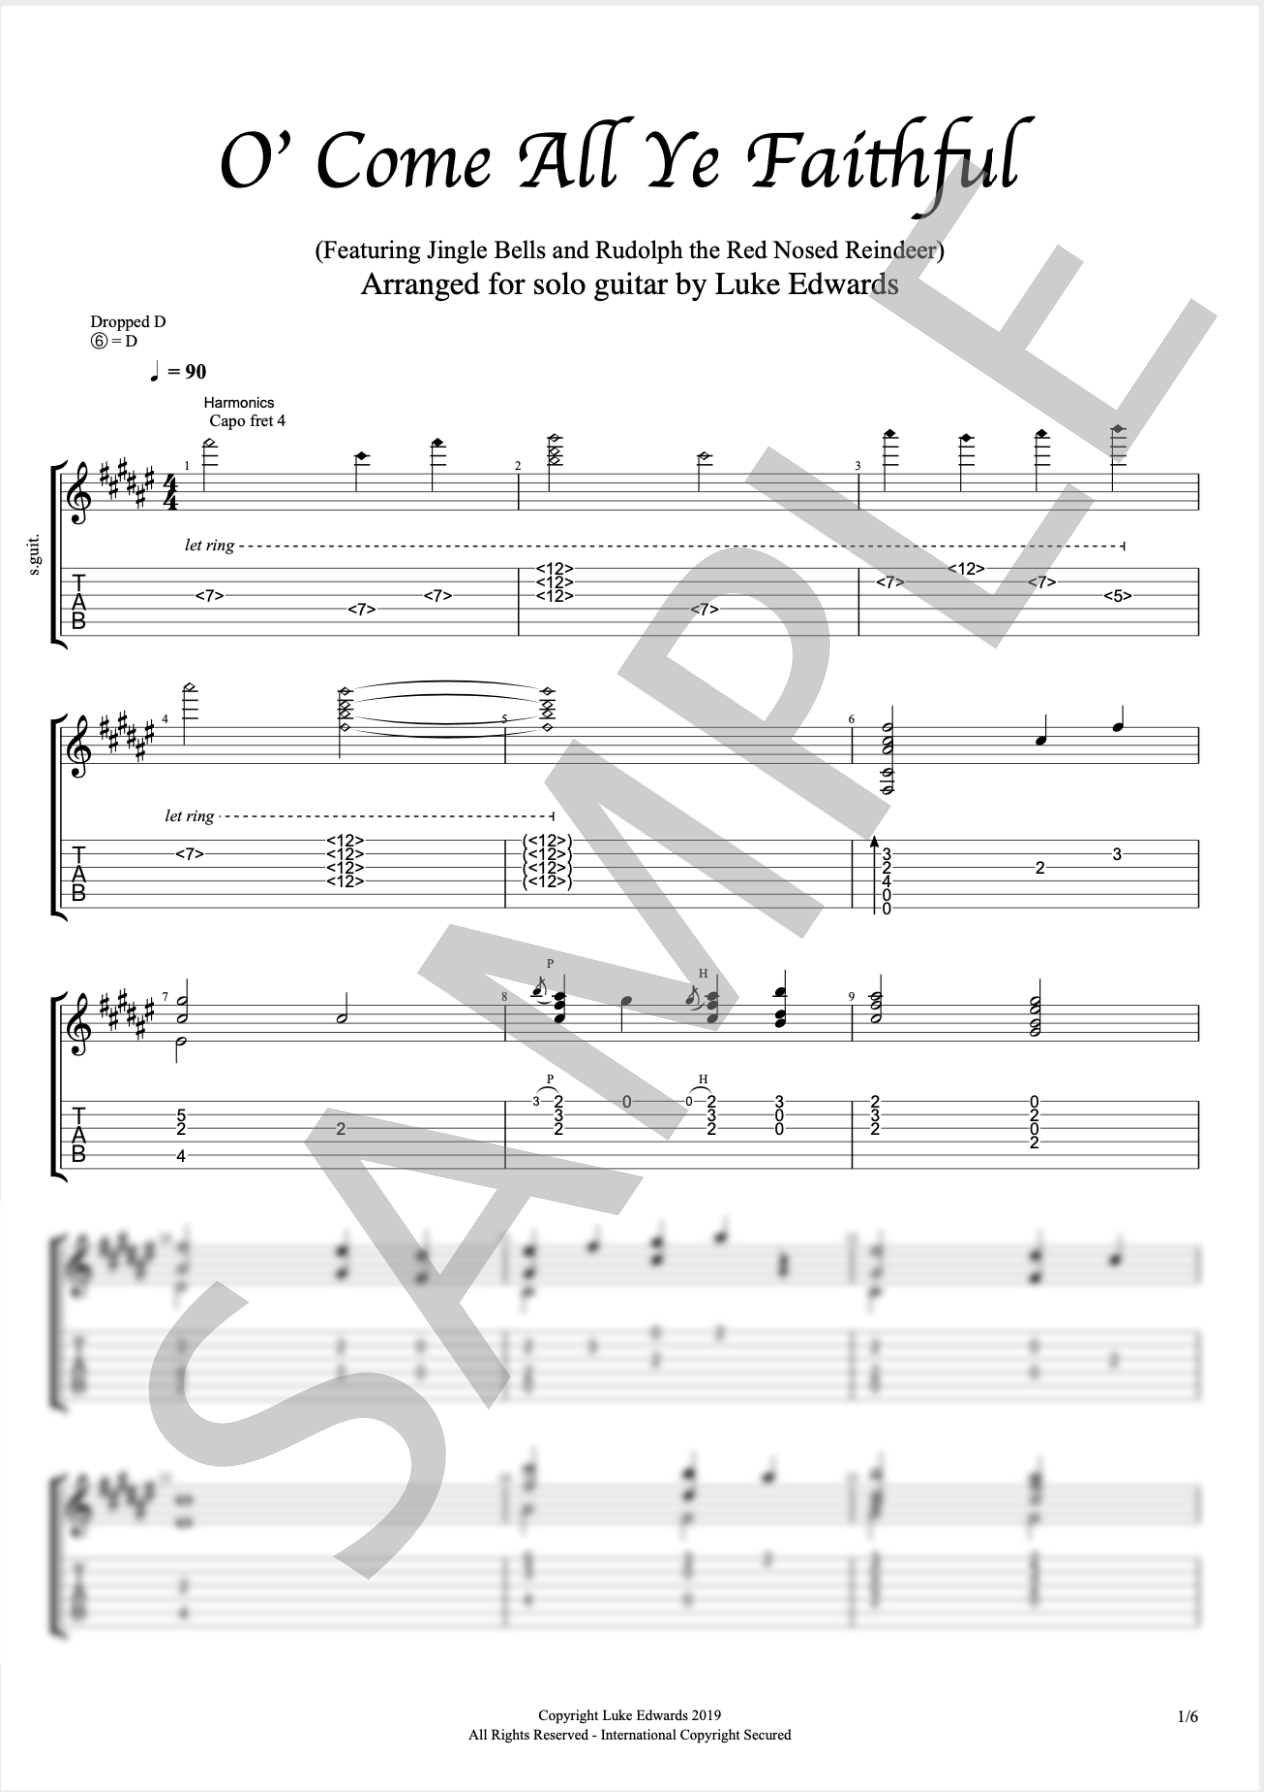 O' Come All Ye Faithful
(Featuring Jingle Bells and Rudolph the Red Nosed Reindeer)
Arranged for solo guitar by Luke Edwards
Dropped D
⑥ = D
♩ = 90
Harmonics
Capo fret 4
1 2 3
4
4
s.guit.
let ring
<12>
<7> <12> <7>
<7> <7> <12> <5>
<7> <7>
T
A
B
4 5 6
let ring
<12> (<12>)
<7> <12> (<12>) 3 3
<12> (<12>) 2 2
<12> (<12>) 4
0
0
T
A
B
7 8 9
P H
P H
3 2 0 0 2 3 2 0
5 3 3 0 3 2
2 2 2 2 0 2 0
2
4
T
A
B
SAMPLE
Copyright Luke Edwards 2019
All Rights Reserved - International Copyright Secured
1/6